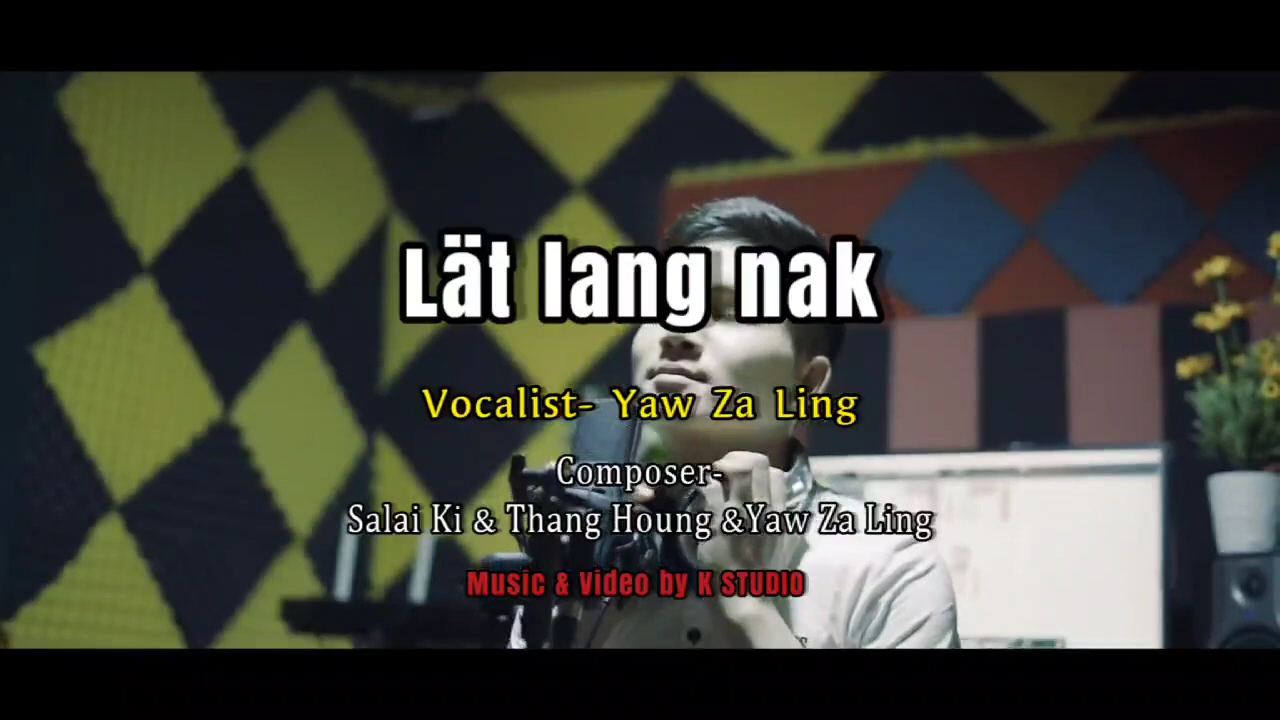 Lät lang nak
Vocalist- Yaw Za Ling
Composer-
Salai Ki & Thang Houng &Yaw Za Ling
Music & Video by K STUDIO